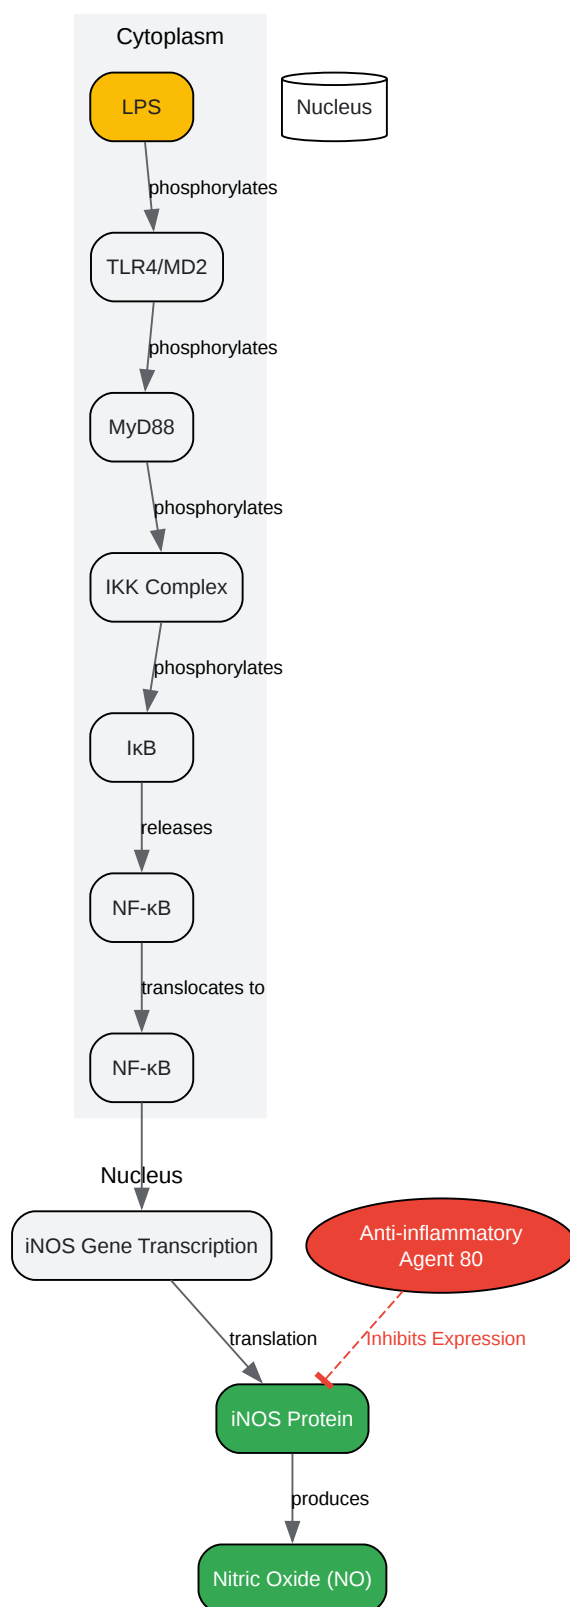 Cytoplasm
LPS
Nucleus
phosphorylates
TLR4/MD2
phosphorylates
MyD88
phosphorylates
IKK Complex
phosphorylates
IκB
releases
NF-κB
translocates to
NF-κB
Nucleus
iNOS Gene Transcription
Anti-inflammatory
Agent 80
translation
Inhibits Expression
iNOS Protein
produces
Nitric Oxide (NO)